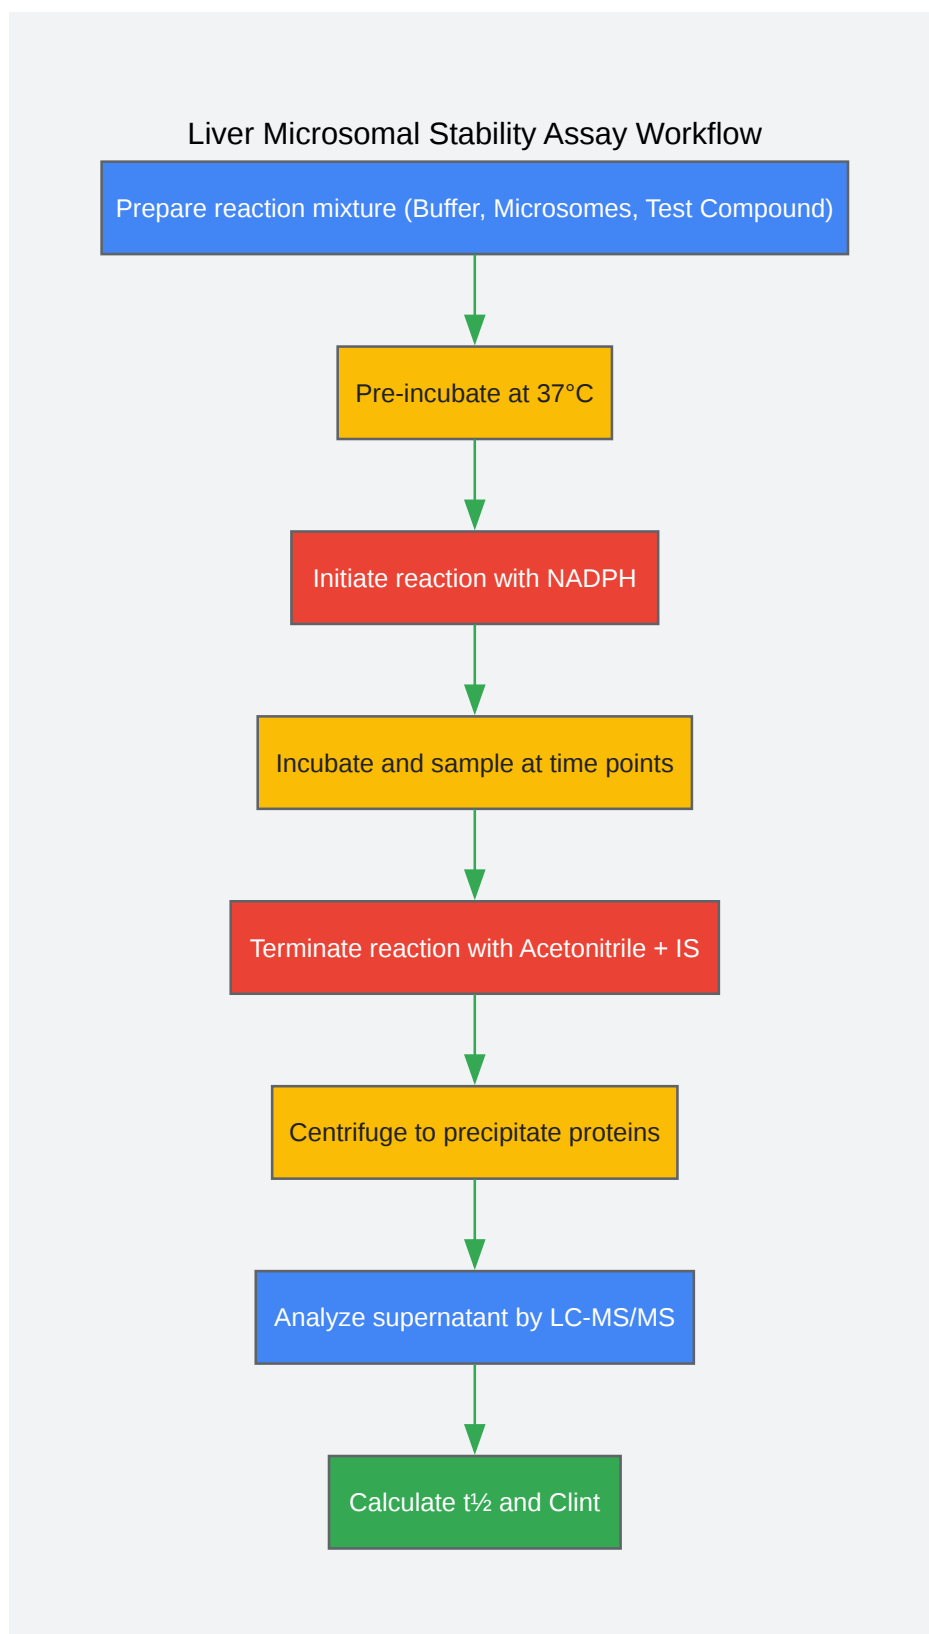 Liver Microsomal Stability Assay Workflow
Prepare reaction mixture (Buffer, Microsomes, Test Compound)
Pre-incubate at 37°C
Initiate reaction with NADPH
Incubate and sample at time points
Terminate reaction with Acetonitrile + IS
Centrifuge to precipitate proteins
Analyze supernatant by LC-MS/MS
Calculate t½ and Clint